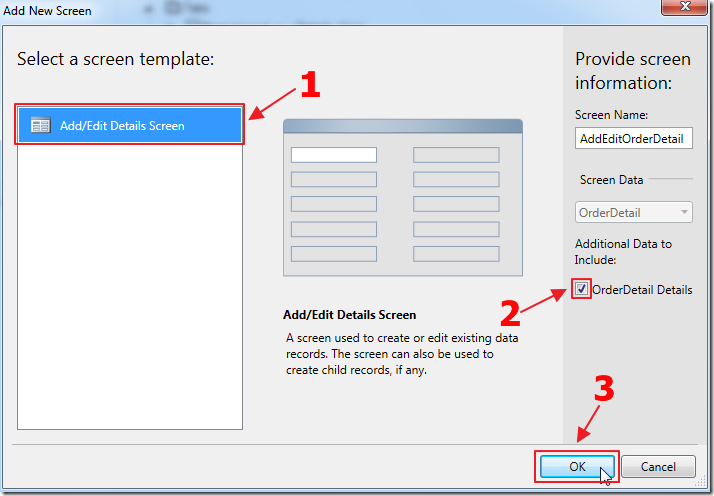 Add New Screen
Select a screen template:
1
Add/Edit Details Screen
Add/Edit Details Screen
A screen used to create or edit existing data
records. The screen can also be used to
create child records, if any.
Provide screen
information:
Screen Name:
AddEditOrderDetail
Screen Data
OrderDetail
Additional Data to
Include:
2
OrderDetail Details
3
OK
Cancel